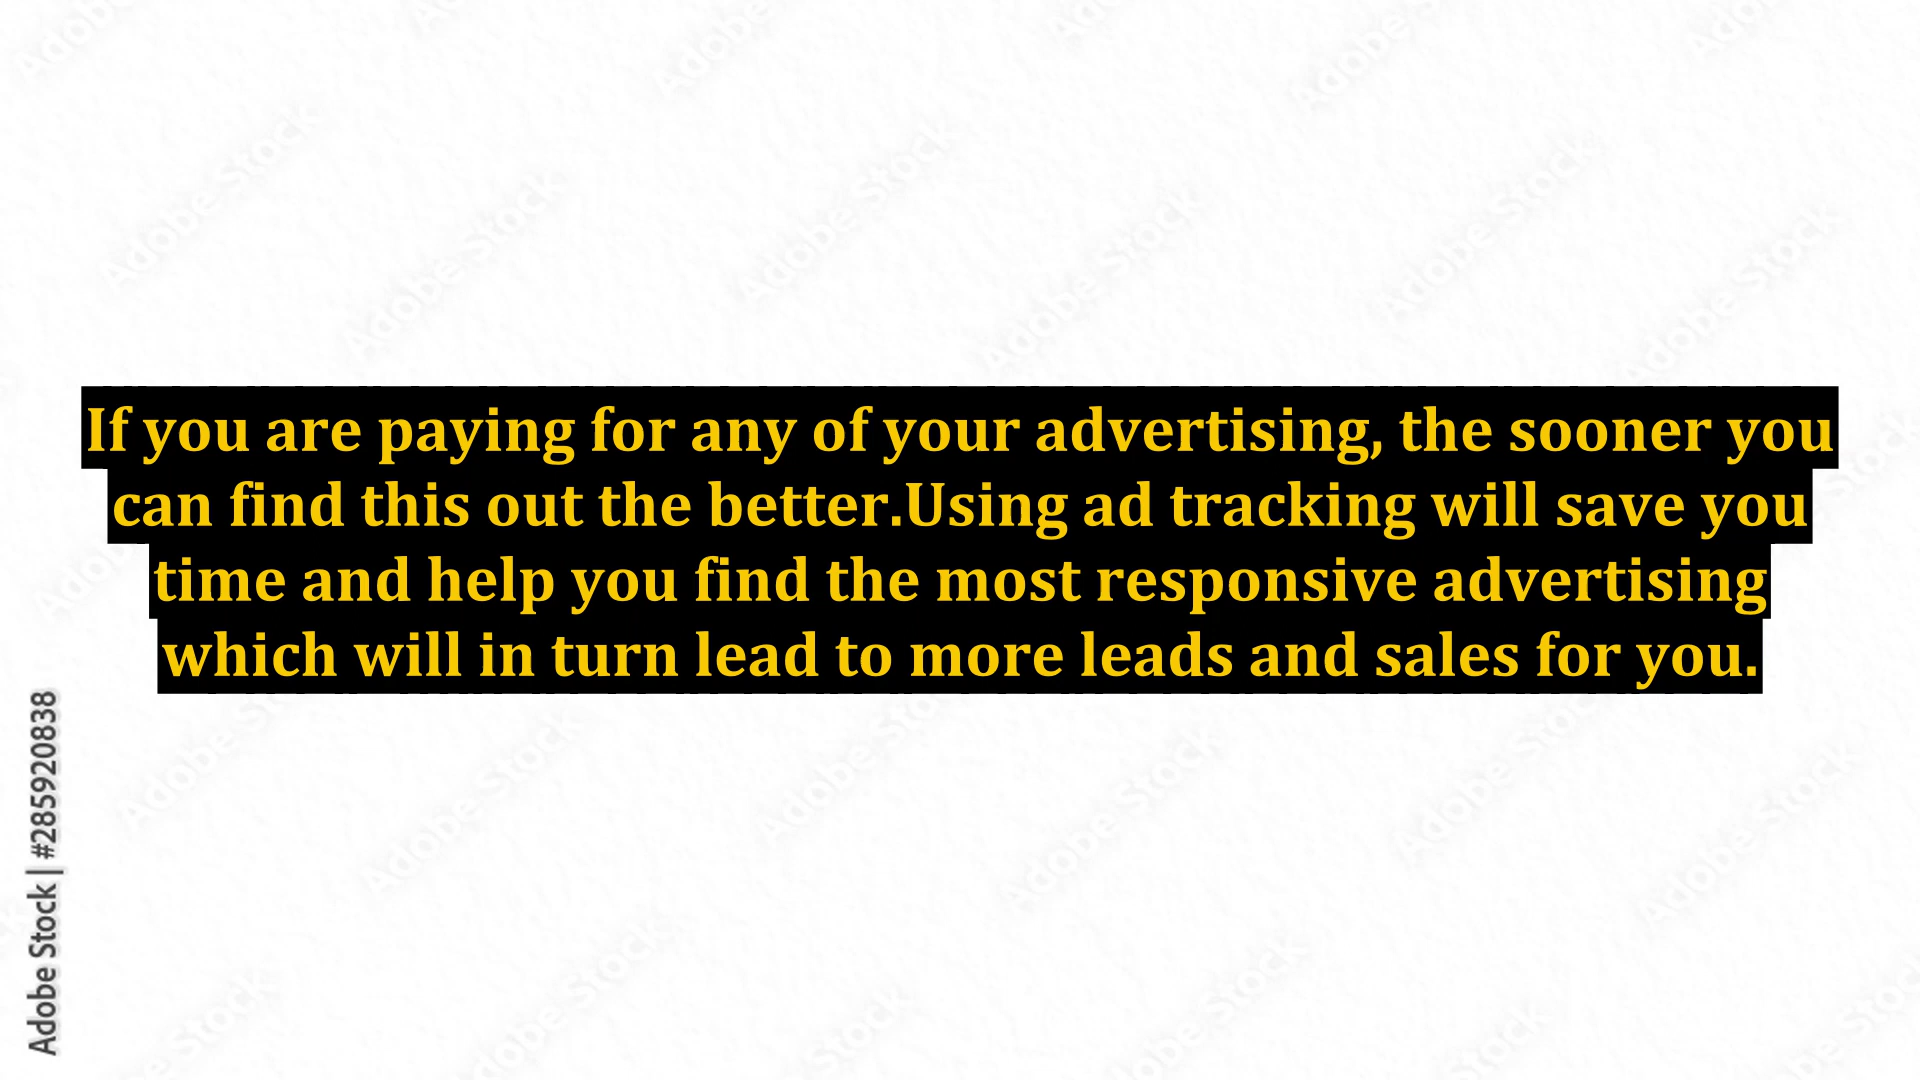 If you are paying for any of your advertising, the sooner you
can find this out the better.Using ad tracking will save you
time and help you find the most responsive advertising
which will in turn lead to more leads and sales for you.
Adobe Stock | #285920838